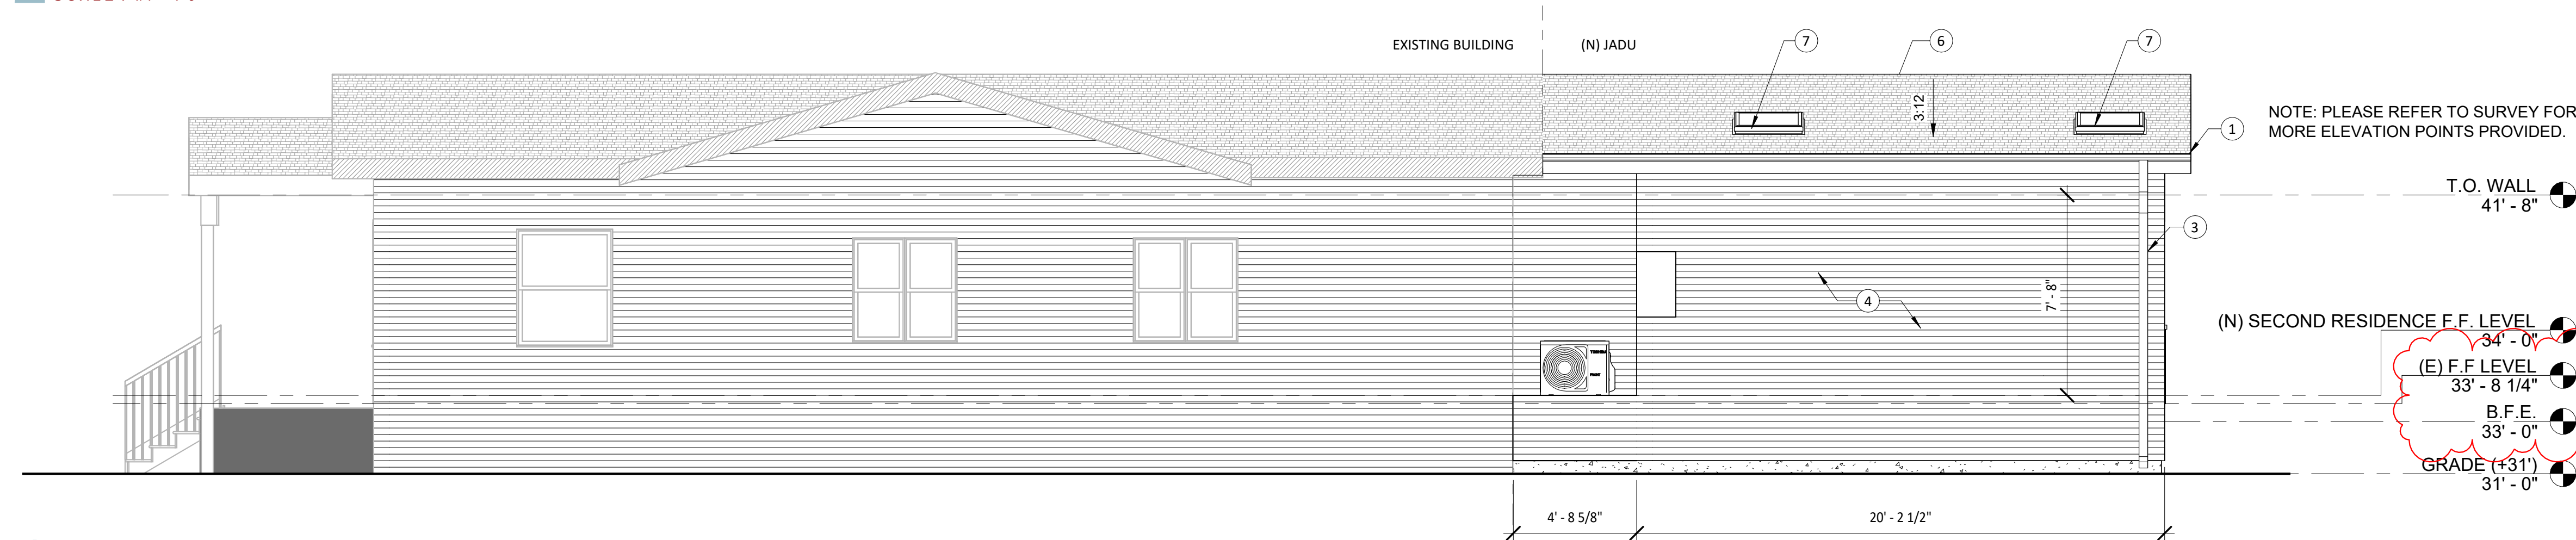 EXISTING BUILDING
(N) JADU
7
6
7
3:12
NOTE: PLEASE REFER TO SURVEY FOR
MORE ELEVATION POINTS PROVIDED.
1
T.O. WALL
41' - 8"
3
7' - 8"
4
(N) SECOND RESIDENCE F.F. LEVEL
34' - 0"
(E) F.F LEVEL
33' - 8 1/4"
B.F.E.
33' - 0"
GRADE (+31')
31' - 0"
4' - 8 5/8"
20' - 2 1/2"